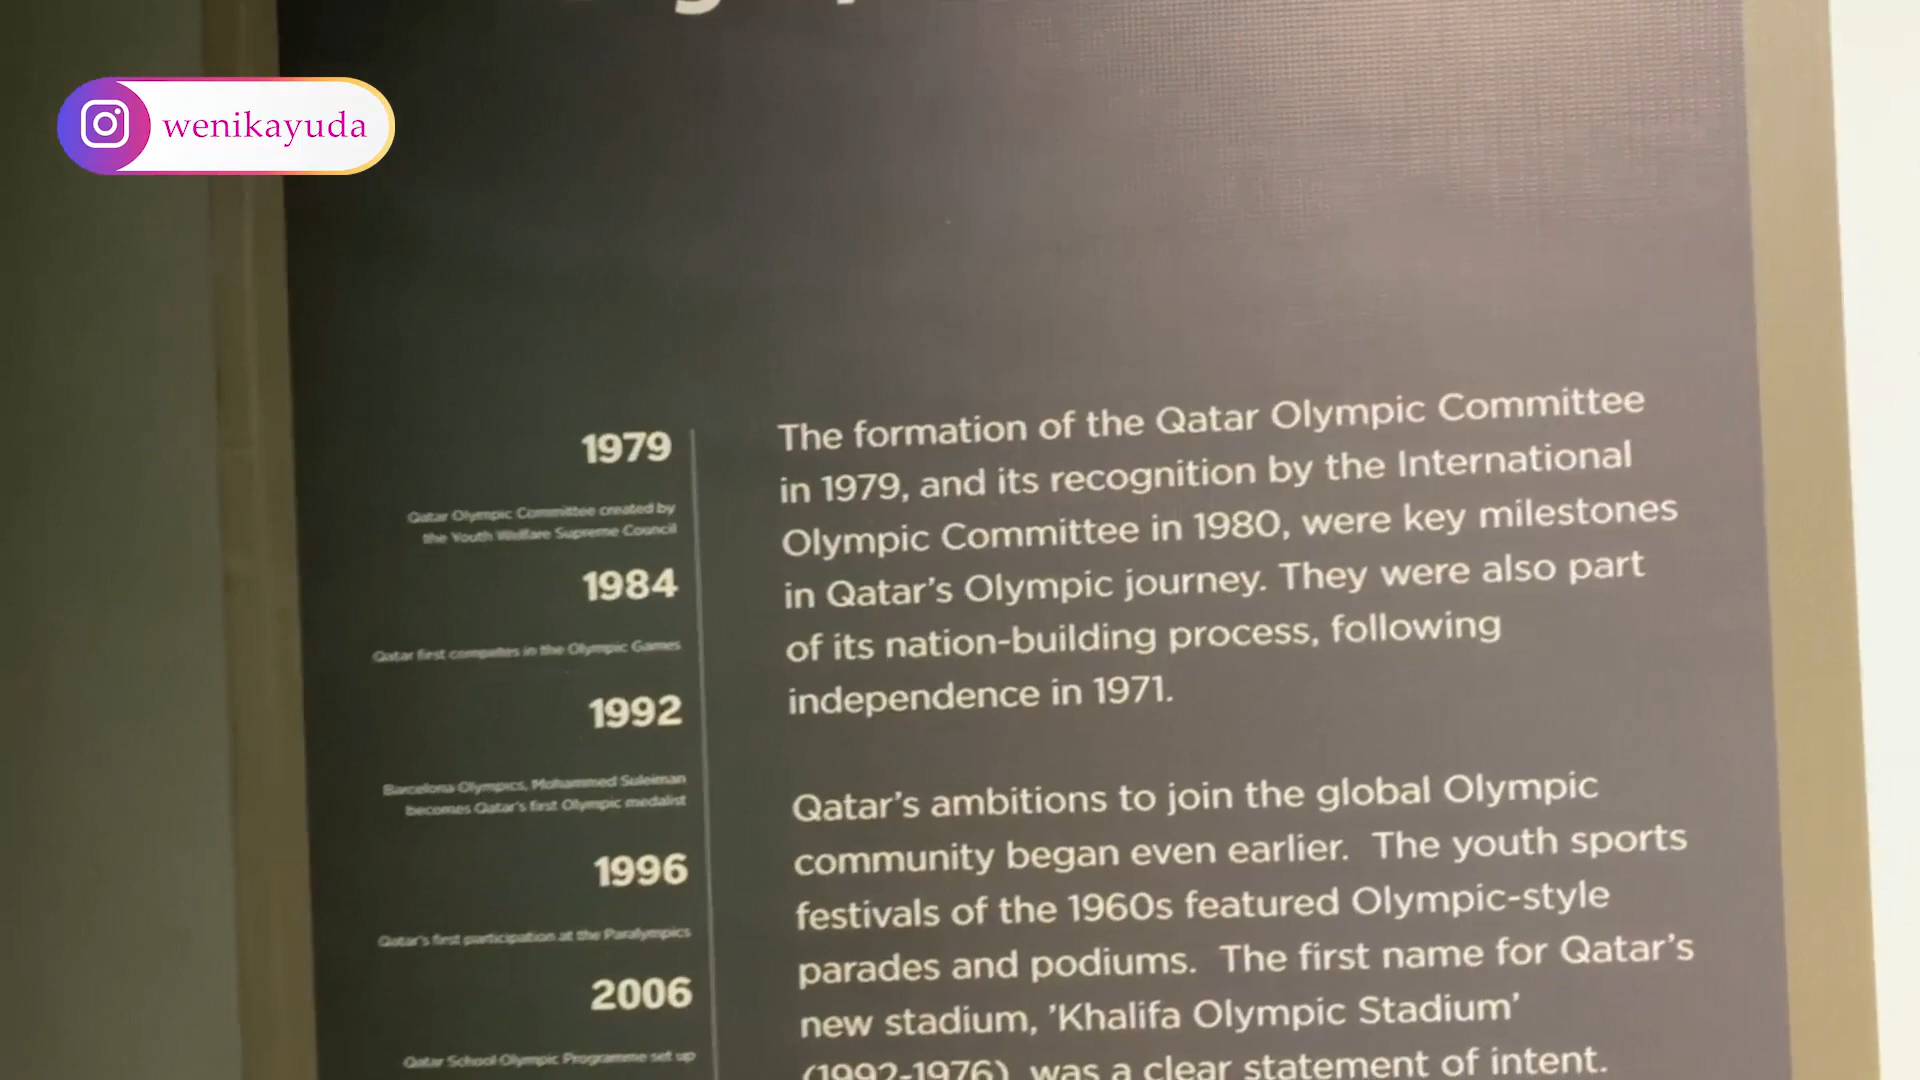 wenikayuda
1979
Qatar Olympic Committee created by
the Youth Welfare Supreme Council
1984
Qatar first competes in the Olympic Games
1992
Barcelona Olympics, Mohammed Suleiman
becomes Qatar's first Olympic medalist
1996
Qatar's first participation at the Paralympics
2006
Qatar School Olympic Programme set up
The formation of the Qatar Olympic Committee
in 1979, and its recognition by the International
Olympic Committee in 1980, were key milestones
in Qatar's Olympic journey. They were also part
of its nation-building process, following
independence in 1971.
Qatar's ambitions to join the global Olympic
community began even earlier. The youth sports
festivals of the 1960s featured Olympic-style
parades and podiums. The first name for Qatar's
new stadium, 'Khalifa Olympic Stadium'
(1992-1976), was a clear statement of intent.